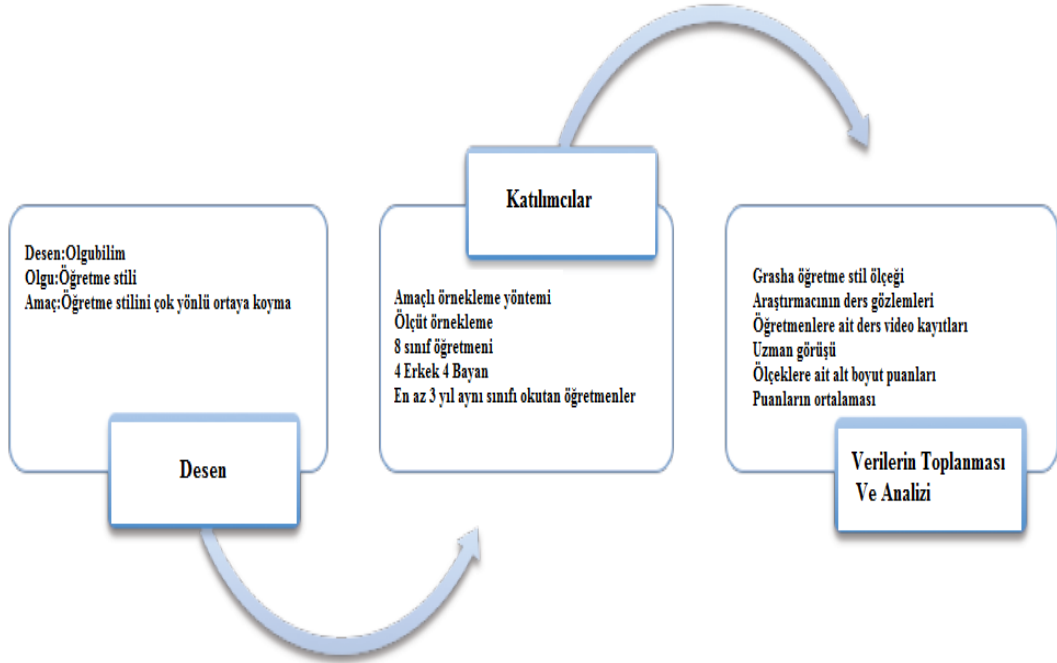 Desen:Olgubilim
Olgu:Öğretme stili
Amaç:Öğretme stilini çok yönlü ortaya koyma
Desen
Katılımcılar
Amaçlı örnekleme yöntemi
Ölçüt örnekleme
8 sınıf öğretmeni
4 Erkek 4 Bayan
En az 3 yıl aynı sınıfı okutan öğretmenler
Grasha öğretme stil ölçeği
Araştırmacının ders gözlemleri
Öğretmenlere ait ders video kayıtları
Uzman görüşü
Ölçeklere ait alt boyut puanları
Puanların ortalaması
Verilerin Toplanması
Ve Analizi